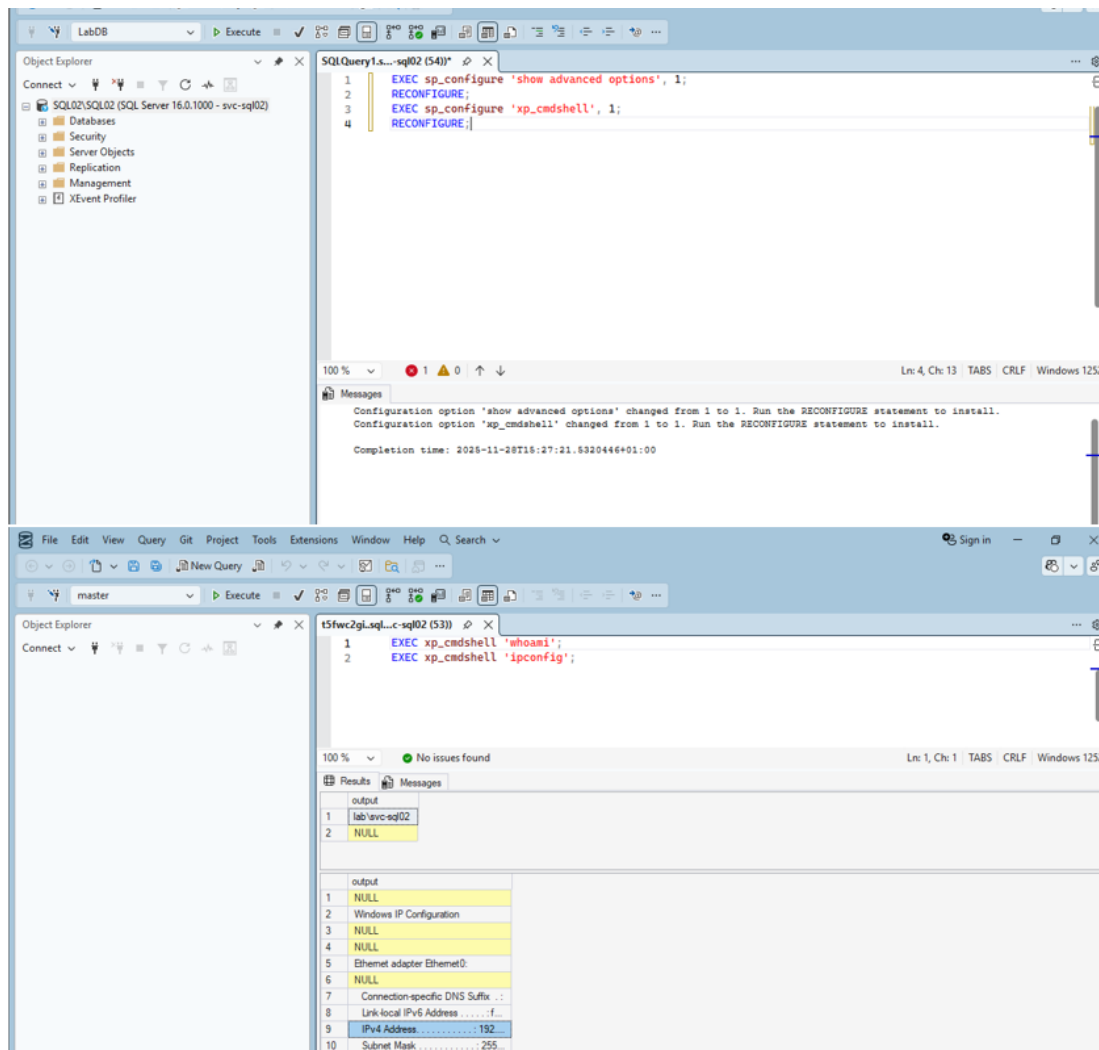 LabDB Execute
Object Explorer
SQLQuery1.s...-sql02 (54))*
Connect
SQL02\SQL02 (SQL Server 16.0.1000 - svc-sql02)
Databases
Security
Server Objects
Replication
Management
XEvent Profiler
1 EXEC sp_configure 'show advanced options', 1;
2 RECONFIGURE;
3 EXEC sp_configure 'xp_cmdshell', 1;
4 RECONFIGURE;
100 % 1 0 Ln: 4, Ch: 13 TABS CRLF Windows 125
Messages
Configuration option 'show advanced options' changed from 1 to 1. Run the RECONFIGURE statement to install.
Configuration option 'xp_cmdshell' changed from 1 to 1. Run the RECONFIGURE statement to install.
Completion time: 2025-11-28T15:27:21.5320446+01:00
File Edit View Query Git Project Tools Extensions Window Help Search Sign in
New Query
master Execute
Object Explorer
t5fwc2gi..sql...c-sql02 (53))
Connect
1 EXEC xp_cmdshell 'whoami';
2 EXEC xp_cmdshell 'ipconfig';
100 % No issues found Ln: 1, Ch: 1 TABS CRLF Windows 125
Results Messages
output
1 lab\svc-sql02
2 NULL
output
1 NULL
2 Windows IP Configuration
3 NULL
4 NULL
5 Ethernet adapter Ethernet0:
6 NULL
7 Connection-specific DNS Suffix . :
8 Link-local IPv6 Address . . . . . :f...
9 IPv4 Address. . . . . . . . . . . : 192...
10 Subnet Mask . . . . . . . . . . . : 255...